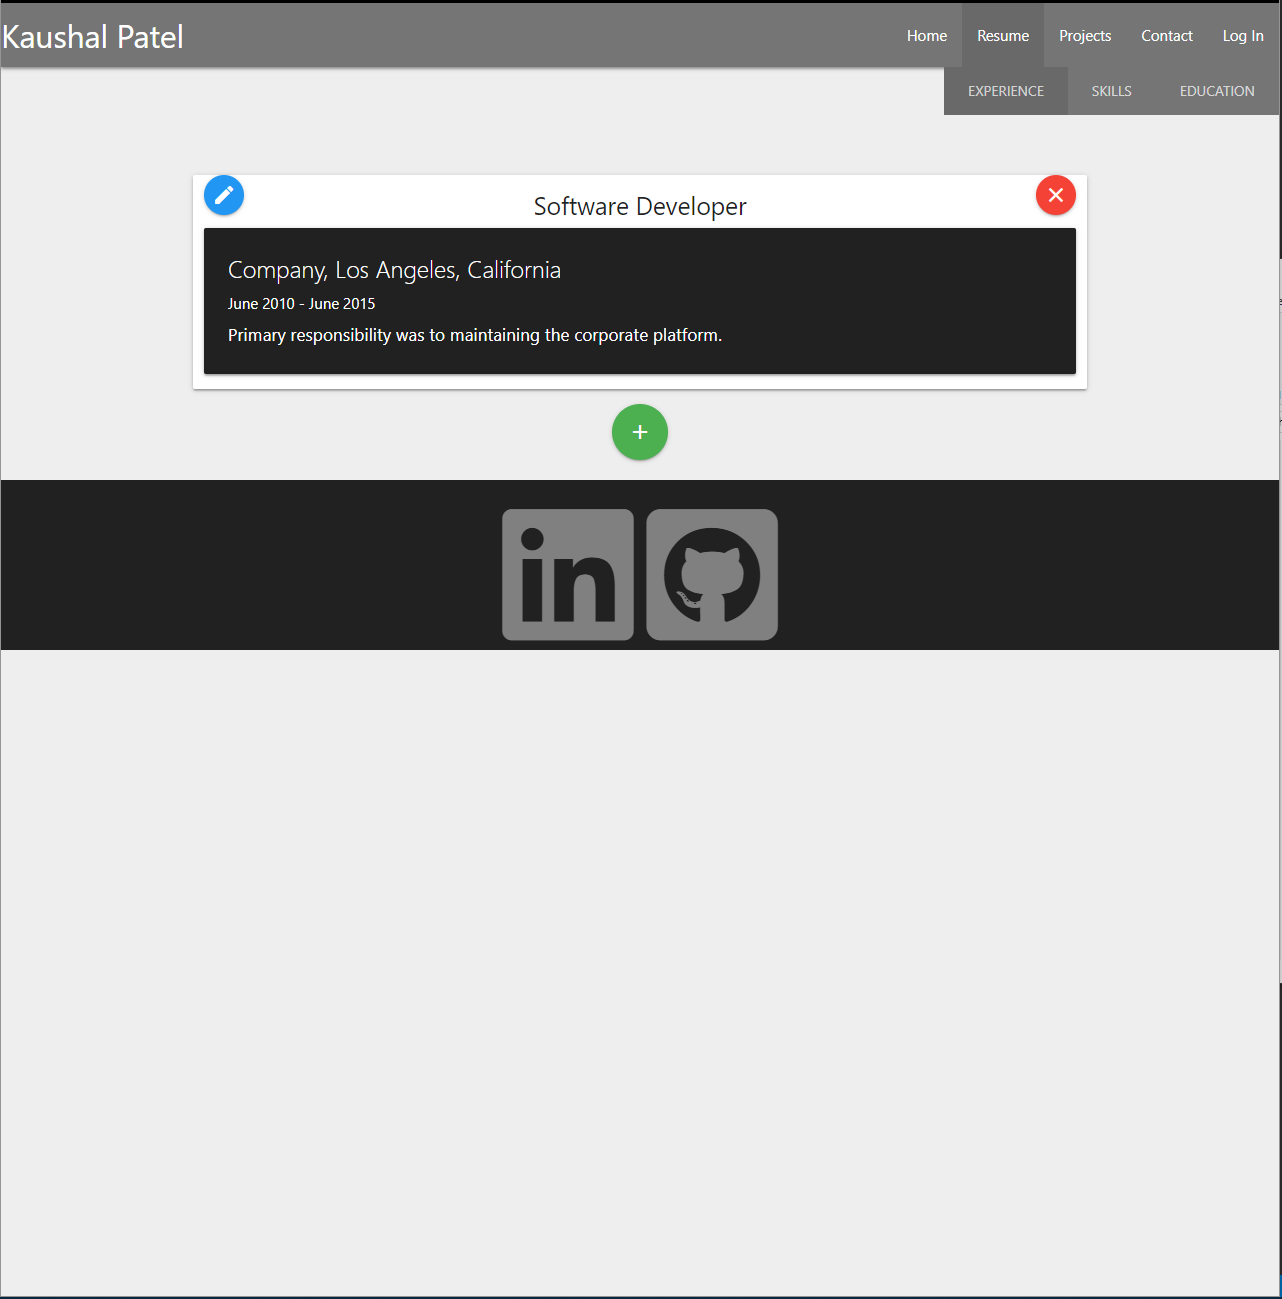 Kaushal Patel
Home Resume Projects Contact Log In
EXPERIENCE SKILLS EDUCATION
Software Developer
Company, Los Angeles, California
June 2010 - June 2015
Primary responsibility was to maintaining the corporate platform.
in